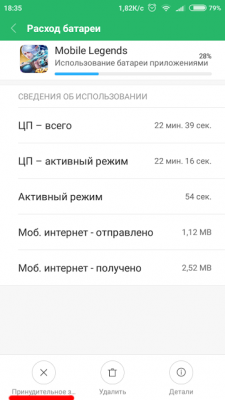 18:35 1,82K/c 79%
Расход батареи
Mobile Legends
28%
Использование батареи приложениями
СВЕДЕНИЯ ОБ ИСПОЛЬЗОВАНИИ
ЦП – всего 22 мин. 39 сек.
ЦП – активный режим 22 мин. 16 сек.
Активный режим 54 сек.
Моб. интернет - отправлено 1,12 MB
Моб. интернет - получено 2,52 MB
Принудительное з... Удалить Детали